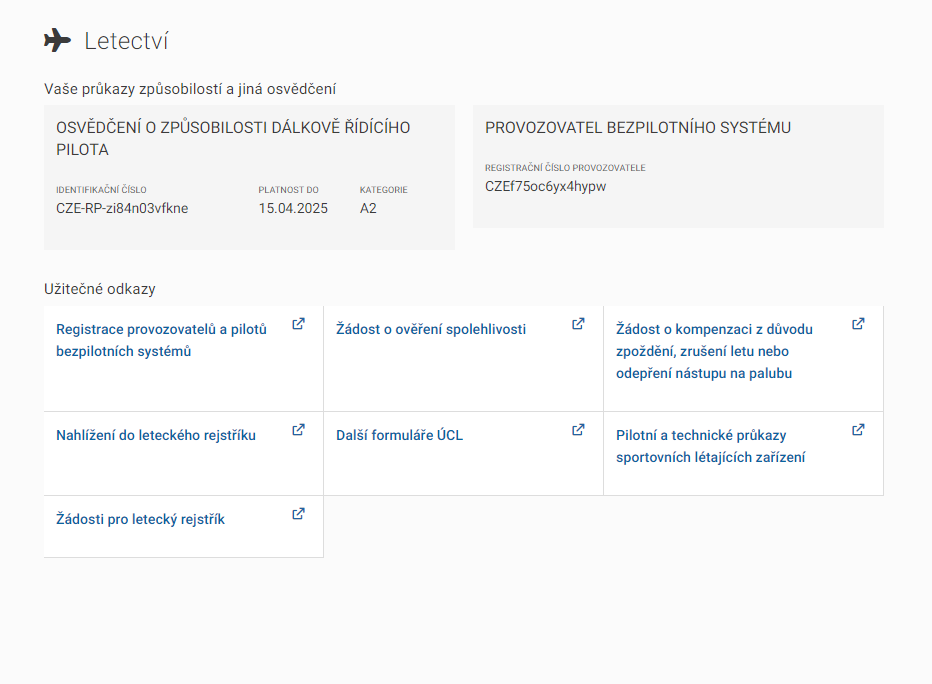 Letectví
Vaše průkazy způsobilostí a jiná osvědčení
OSVĚDČENÍ O ZPŮSOBILOSTI DÁLKOVĚ ŘÍDÍCÍHO
PILOTA
IDENTIFIKAČNÍ ČÍSLO
CZE-RP-zi84n03vfkne
PLATNOST DO
15.04.2025
KATEGORIE
A2
PROVOZOVATEL BEZPILOTNÍHO SYSTÉMU
REGISTRAČNÍ ČÍSLO PROVOZOVATELE
CZEf75oc6yx4hypw
Užitečné odkazy
Registrace provozovatelů a pilotů
bezpilotních systémů
Žádost o ověření spolehlivosti
Žádost o kompenzaci z důvodu
zpoždění, zrušení letu nebo
odepření nástupu na palubu
Nahlížení do leteckého rejstříku
Další formuláře ÚCL
Pilotní a technické průkazy
sportovních létajících zařízení
Žádosti pro letecký rejstřík